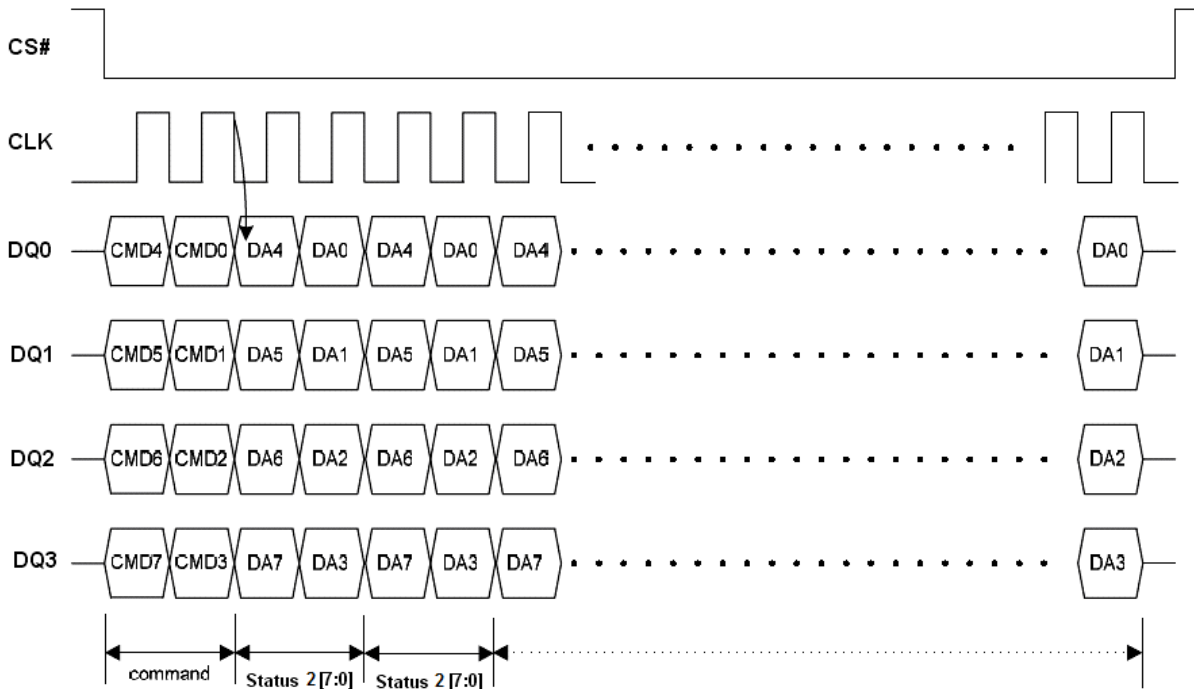 CS#
CLK
DQ0 CMD4 CMD0 DA4 DA0 DA4 DA0 DA4 DA0
DQ1 CMD5 CMD1 DA5 DA1 DA5 DA1 DA5 DA1
DQ2 CMD6 CMD2 DA6 DA2 DA6 DA2 DA6 DA2
DQ3 CMD7 CMD3 DA7 DA3 DA7 DA3 DA7 DA3
command Status 2 [7:0] Status 2 [7:0]